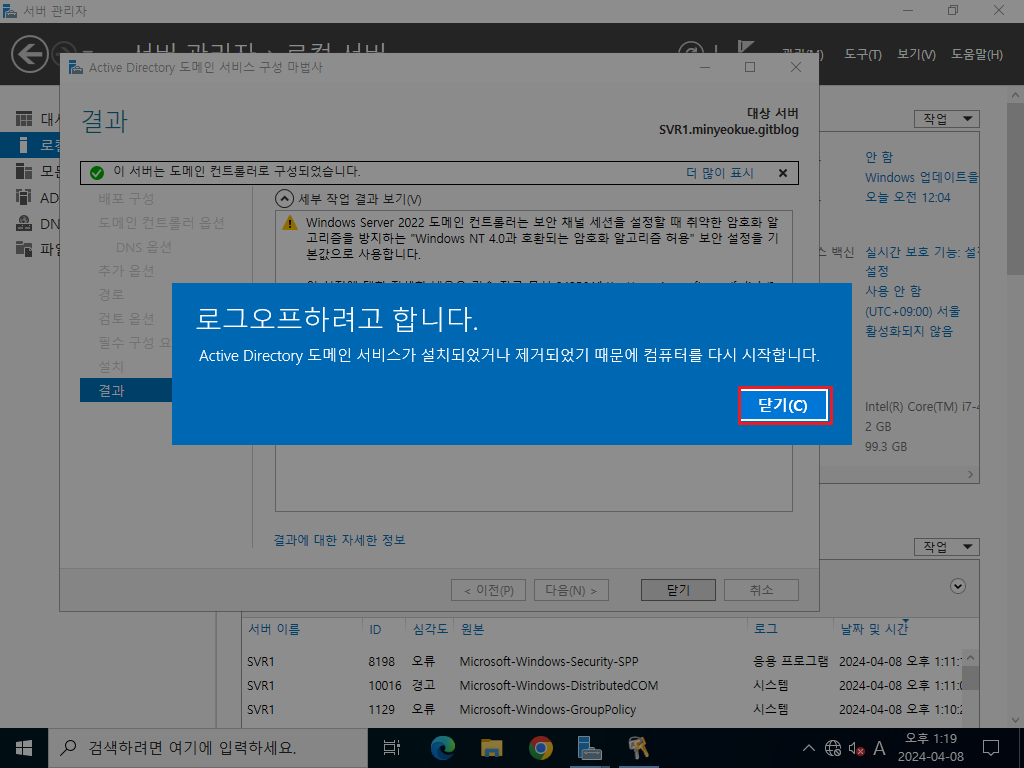 서버 관리자
서버 관리자 › 로컬 서버
도구(T)
보기(V)
도움말(H)
Active Directory 도메인 서비스 구성 마법사
결과
대상 서버
SVR1.minyeokue.gitblog
작업
이 서버는 도메인 컨트롤러로 구성되었습니다.
더 많이 표시
안 함
Windows 업데이트을
오늘 오전 12:04
배포 구성
도메인 컨트롤러 옵션
DNS 옵션
추가 옵션
경로
검토 옵션
필수 구성 요
설치
결과
세부 작업 결과 보기(V)
Windows Server 2022 도메인 컨트롤러는 보안 채널 세션을 설정할 때 취약한 암호화 알
고리즘을 방지하는 "Windows NT 4.0과 호환되는 암호화 알고리즘 허용" 보안 설정을 기
본값으로 사용합니다.
스 백신
실시간 보호 기능: 설정
설정
사용 안 함
(UTC+09:00) 서울
활성화되지 않음
로그오프하려고 합니다.
Active Directory 도메인 서비스가 설치되었거나 제거되었기 때문에 컴퓨터를 다시 시작합니다.
닫기(C)
Intel(R) Core(TM) i7-4
2 GB
99.3 GB
결과에 대한 자세한 정보
작업
< 이전(P)
다음(N) >
닫기
취소
서버 이름 ID 심각도 원본 로그 날짜 및 시간
SVR1 8198 오류 Microsoft-Windows-Security-SPP 응용 프로그램 2024-04-08 오후 1:11:
SVR1 10016 경고 Microsoft-Windows-DistributedCOM 시스템 2024-04-08 오후 1:11:
SVR1 1129 오류 Microsoft-Windows-GroupPolicy 시스템 2024-04-08 오후 1:10:
검색하려면 여기에 입력하세요.
A
오후 1:19
2024-04-08